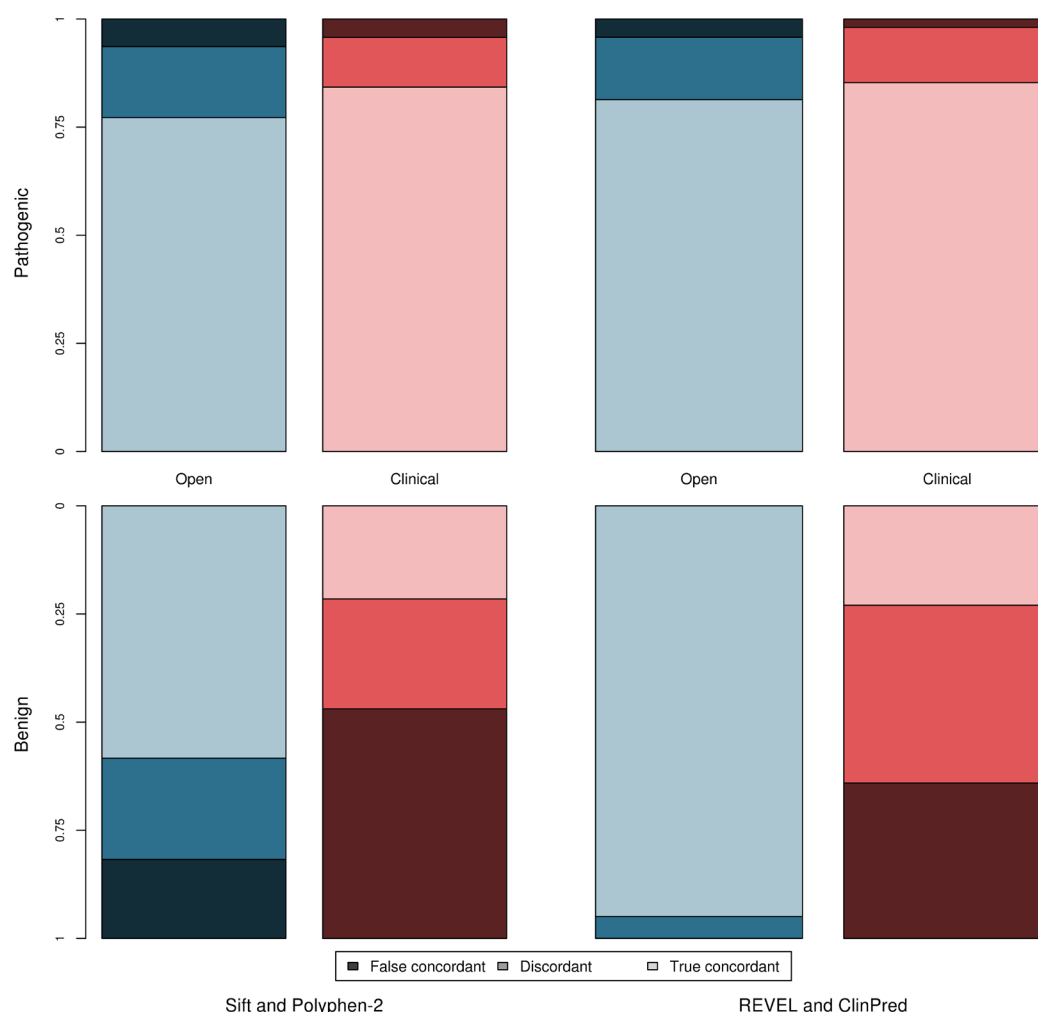 1
0.75
0.5
0.25
0
Pathogenic
Open
Clinical
Open
Clinical
0
0.25
0.5
0.75
1
Benign
False concordant
Discordant
True concordant
Sift and Polyphen-2
REVEL and ClinPred